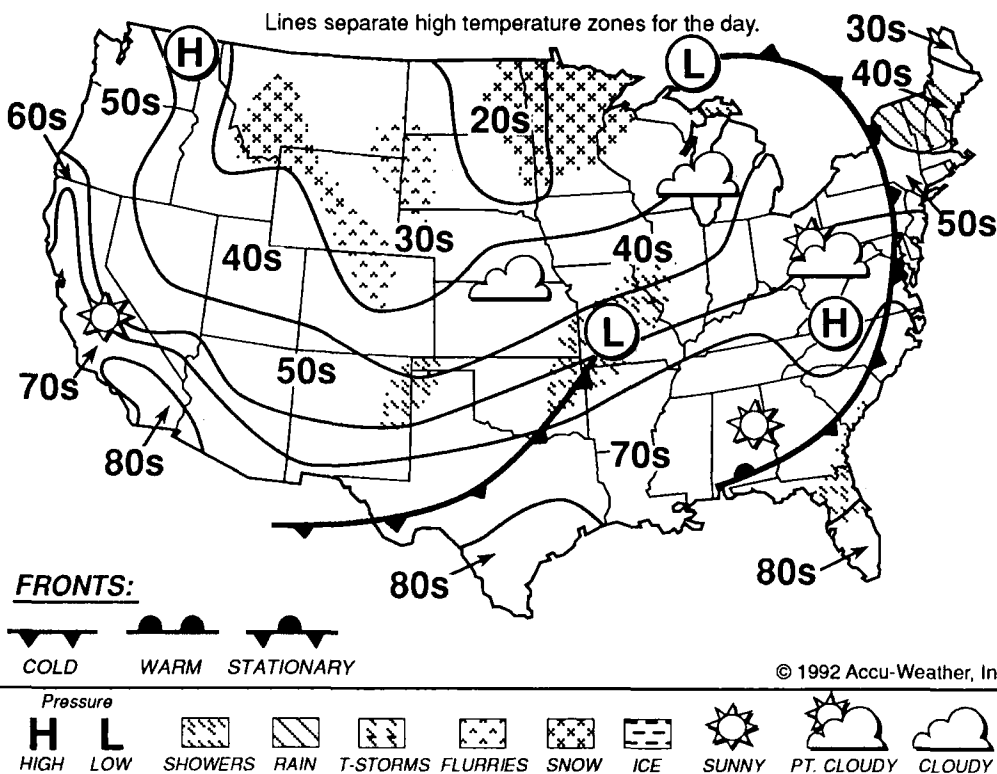 Lines separate high temperature zones for the day.
H
L
30s
40s
50s
60s
20s
50s
30s
40s
40s
L
H
50s
70s
80s
70s
80s
80s
FRONTS:
COLD WARM STATIONARY
© 1992 Accu-Weather, In
Pressure
H L
HIGH LOW SHOWERS RAIN T-STORMS FLURRIES SNOW ICE SUNNY PT. CLOUDY CLOUDY